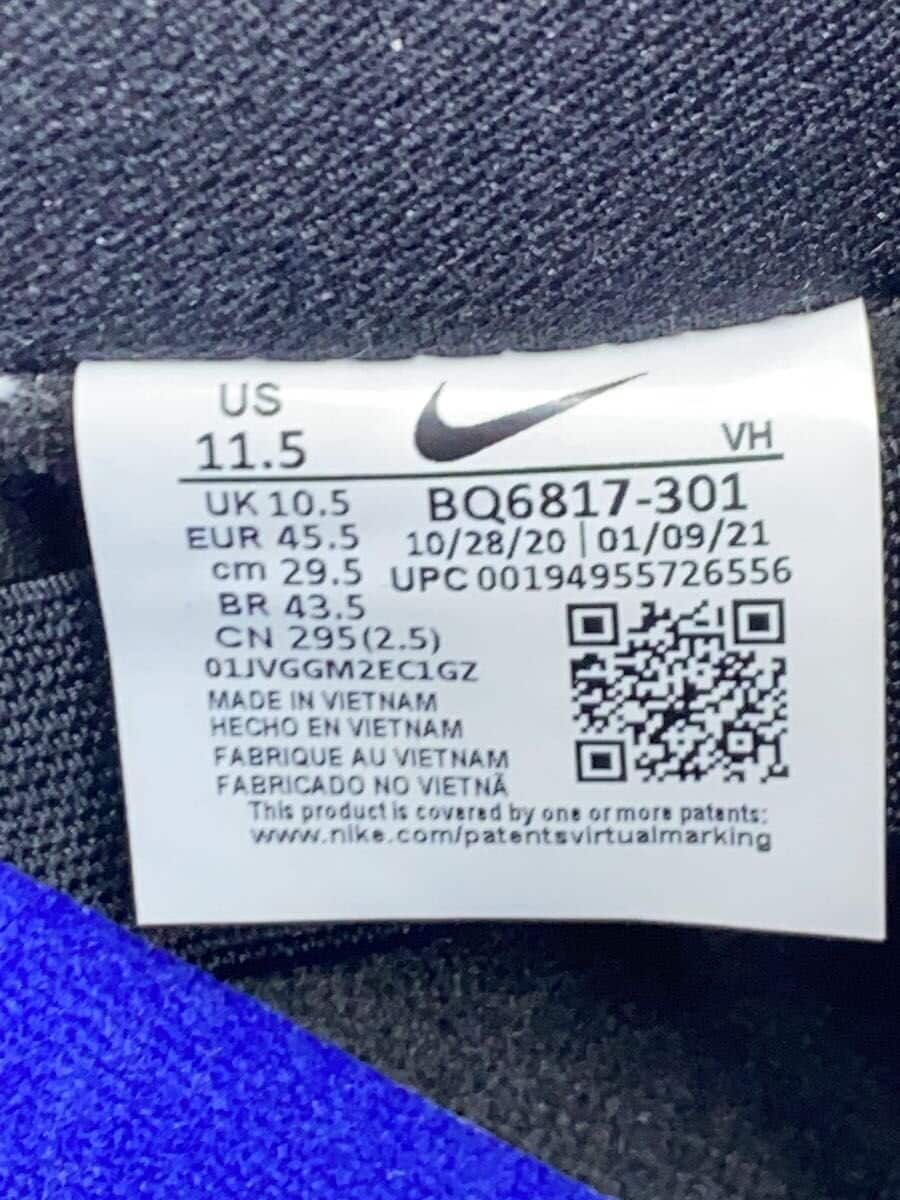 US
11.5
VH
UK 10.5
BQ6817-301
EUR 45.5
10/28/20 | 01/09/21
cm 29.5
UPC 00194955726556
BR 43.5
CN 295(2.5)
01JVGGM2EC1GZ
MADE IN VIETNAM
HECHO EN VIETNAM
FABRIQUE AU VIETNAM
FABRICADO NO VIETNÃ
This product is covered by one or more patents:
www.nike.com/patentsvirtualmarking